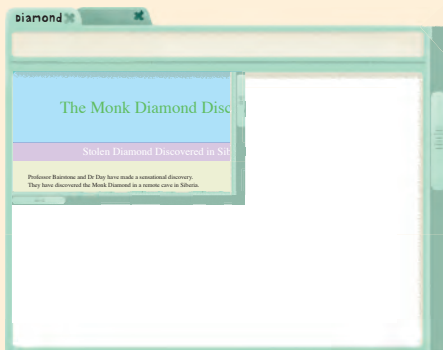 Diamond
The Monk Diamond Disc
Stolen Diamond Discovered in Sib
Professor Bairstone and Dr Day have made a sensational discovery.
They have discovered the Monk Diamond in a remote cave in Siberia.